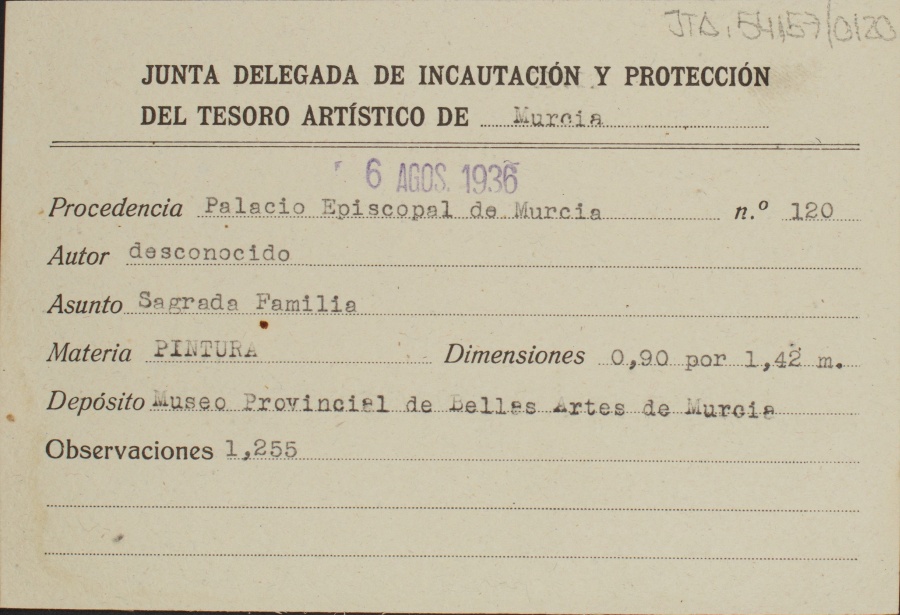 JTA. 54157/0120
JUNTA DELEGADA DE INCAUTACIÓN Y PROTECCIÓN
DEL TESORO ARTÍSTICO DE Murcia
6 AGOS. 1936
Procedencia Palacio Episcopal de Murcia n.º 120
Autor desconocido
Asunto Sagrada Familia
Materia PINTURA Dimensiones 0,90 por 1,42 m.
Depósito Museo Provincial de Bellas Artes de Murcia
Observaciones 1,255